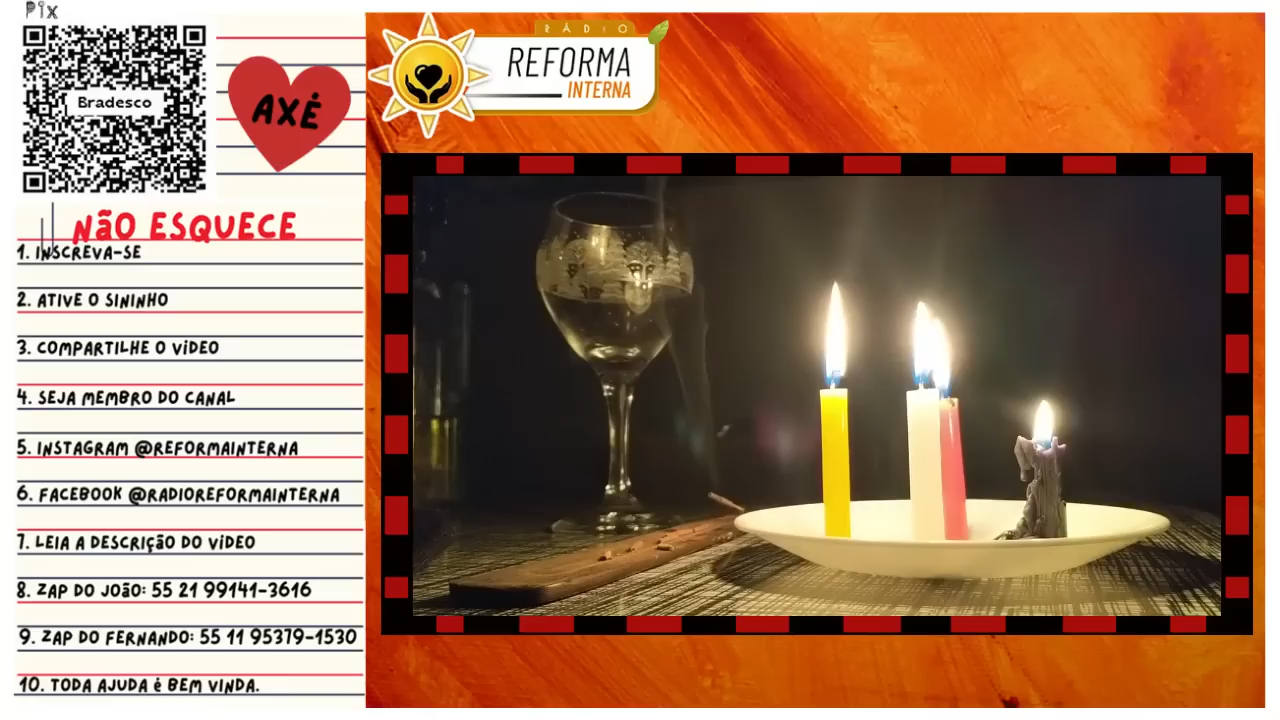 Pix
Bradesco
AXÉ
NÃO ESQUECE
1. INSCREVA-SE
2. ATIVE O SININHO
3. COMPARTILHE O VÍDEO
4. SEJA MEMBRO DO CANAL
5. INSTAGRAM @REFORMAINTERNA
6. FACEBOOK @RADIOREFORMAINTERNA
7. LEIA A DESCRIÇÃO DO VÍDEO
8. ZAP DO JOÃO: 55 21 99141-3616
9. ZAP DO FERNANDO: 55 11 95379-1530
10. TODA AJUDA É BEM VINDA.
RÁDIO
REFORMA
INTERNA